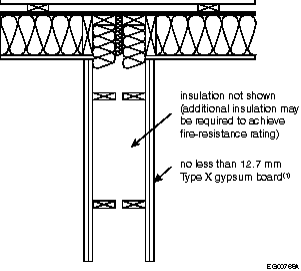 insulation not shown
(additional insulation may
be required to achieve
fire-resistance rating)
no less than 12.7 mm
Type X gypsum board⁽¹⁾
EG00768A